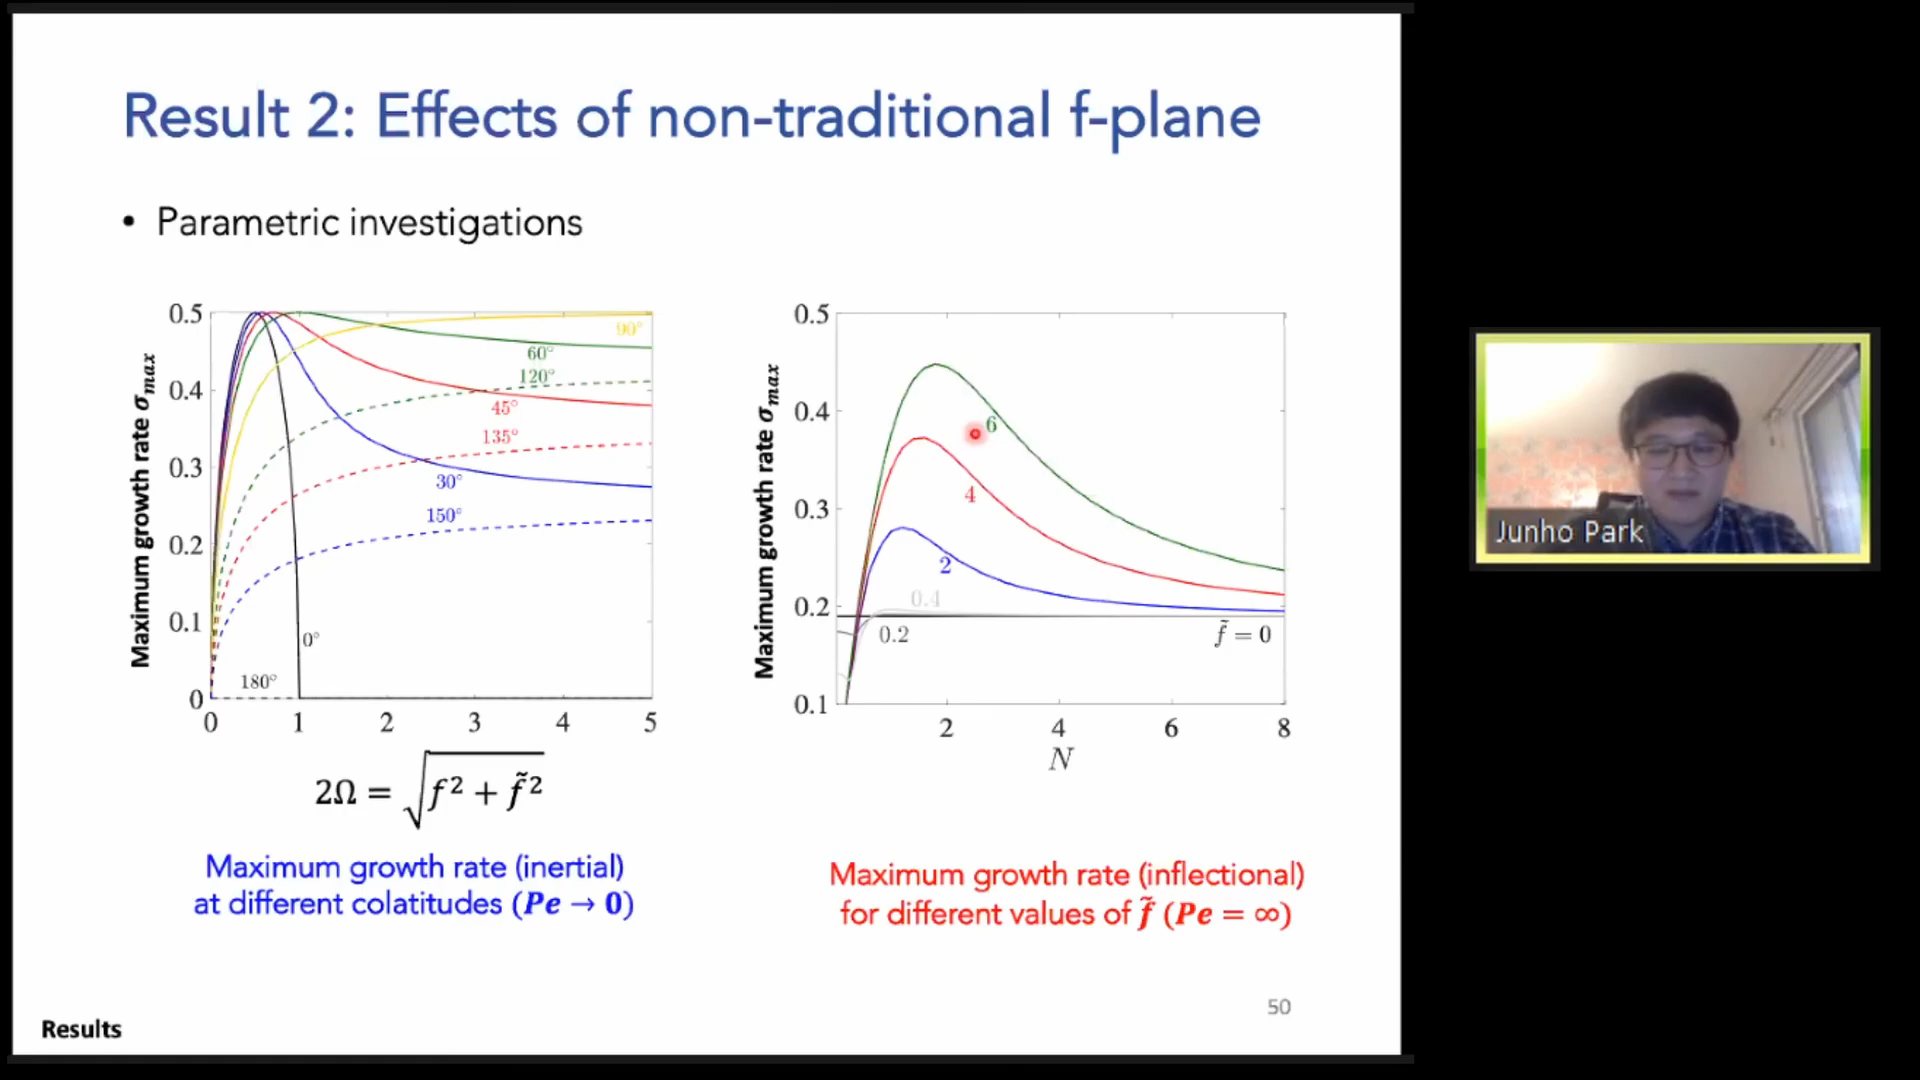 Result 2: Effects of non-traditional f-plane
• Parametric investigations
Maximum growth rate σmax
0.5
0.4
0.3
0.2
0.1
0
0 1 2 3 4 5
90°
60°
120°
45°
135°
30°
150°
0°
180°
2Ω = √f² + f̃²
Maximum growth rate (inertial)
at different colatitudes (Pe → 0)
Maximum growth rate σmax
0.5
0.4
0.3
0.2
0.1
2 4 6 8
N
6
4
2
0.4
0.2
f̃ = 0
Maximum growth rate (inflectional)
for different values of f̃ (Pe = ∞)
Junho Park
50
Results